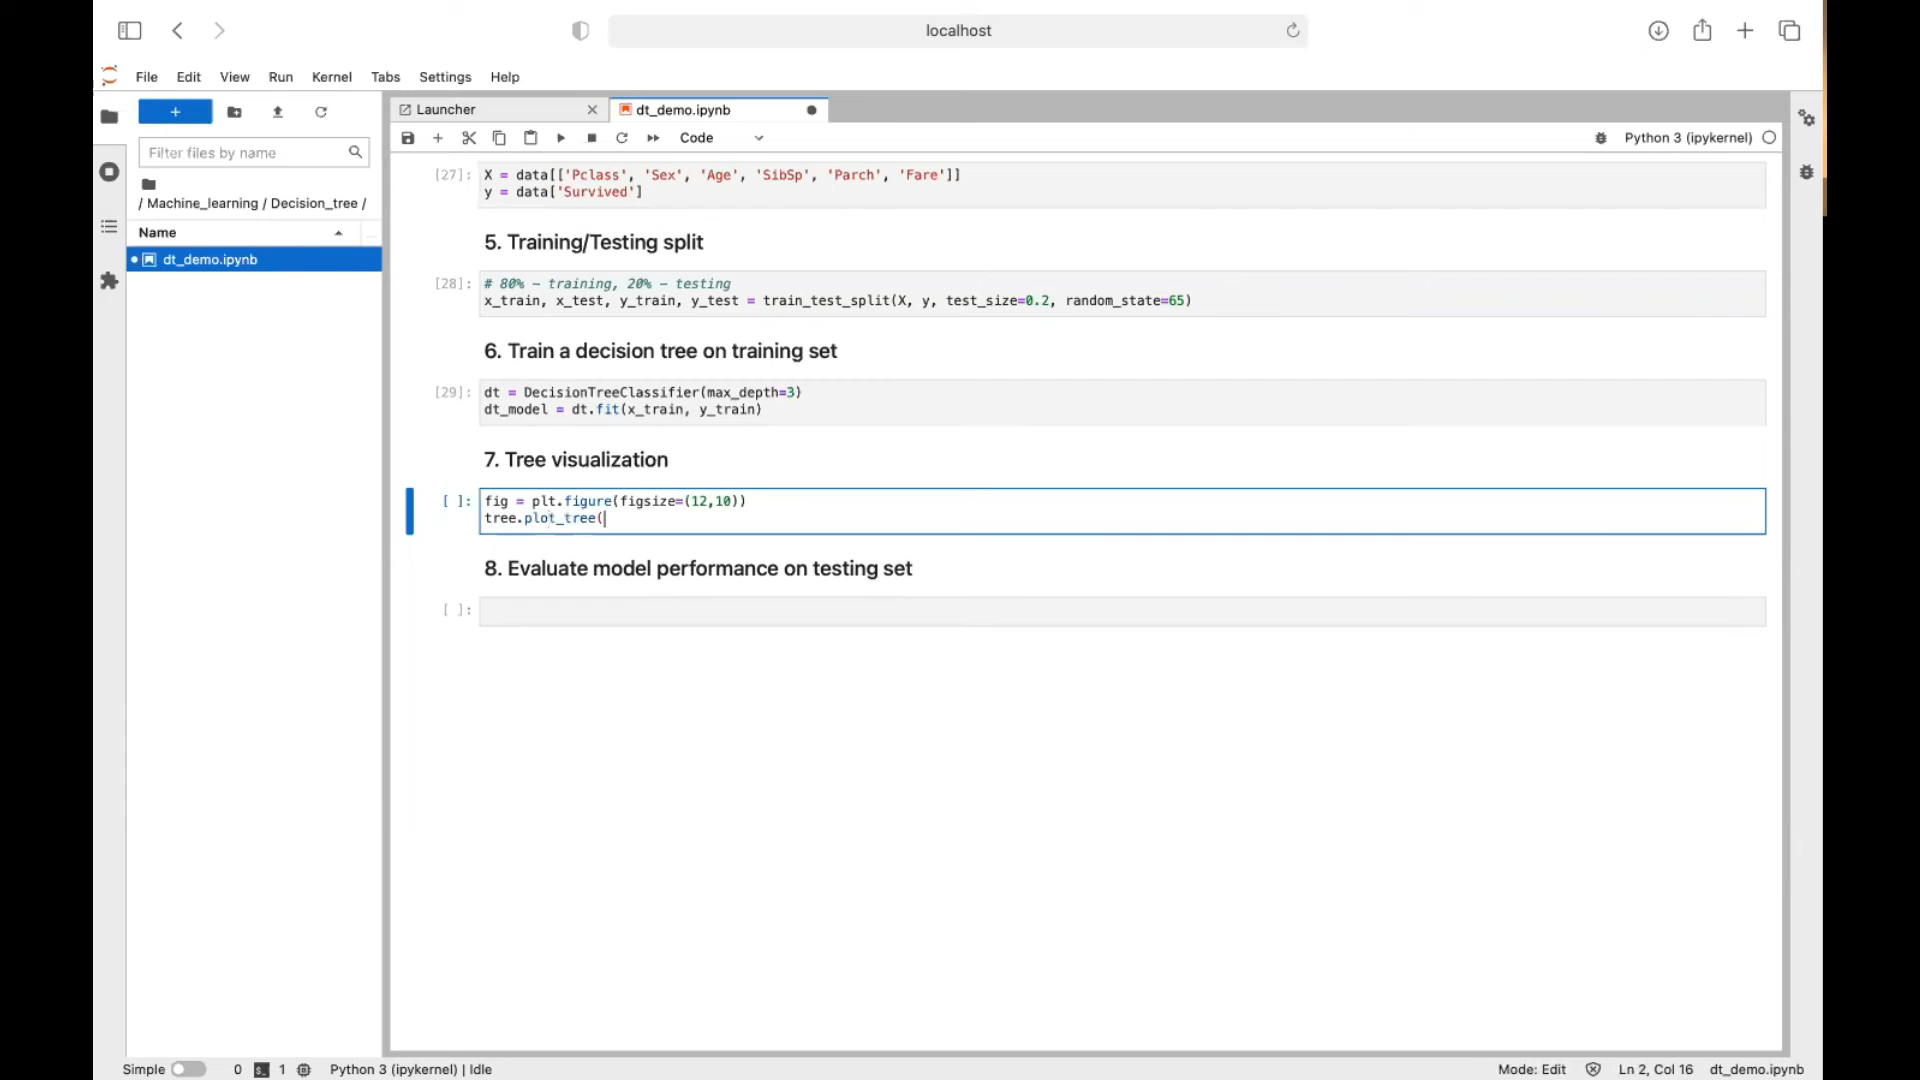 localhost
File Edit View Run Kernel Tabs Settings Help
+
Filter files by name
/ Machine_learning / Decision_tree /
Name
dt_demo.ipynb
Launcher
dt_demo.ipynb
Code
Python 3 (ipykernel)
[27]: X = data[['Pclass', 'Sex', 'Age', 'SibSp', 'Parch', 'Fare']]
y = data['Survived']
5. Training/Testing split
[28]: # 80% – training, 20% – testing
x_train, x_test, y_train, y_test = train_test_split(X, y, test_size=0.2, random_state=65)
6. Train a decision tree on training set
[29]: dt = DecisionTreeClassifier(max_depth=3)
dt_model = dt.fit(x_train, y_train)
7. Tree visualization
[ ]: fig = plt.figure(figsize=(12,10))
tree.plot_tree(
8. Evaluate model performance on testing set
[ ]:
Simple 0 1 Python 3 (ipykernel) | Idle Mode: Edit Ln 2, Col 16 dt_demo.ipynb